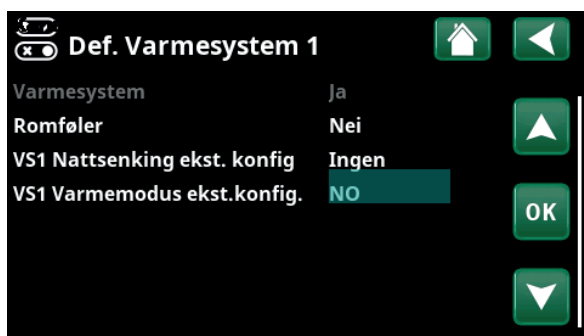 Def. Varmesystem 1
Varmesystem Ja
Romføler Nei
VS1 Nattsenking ekst. konfig Ingen
VS1 Varmemodus ekst.konfig. NO
OK